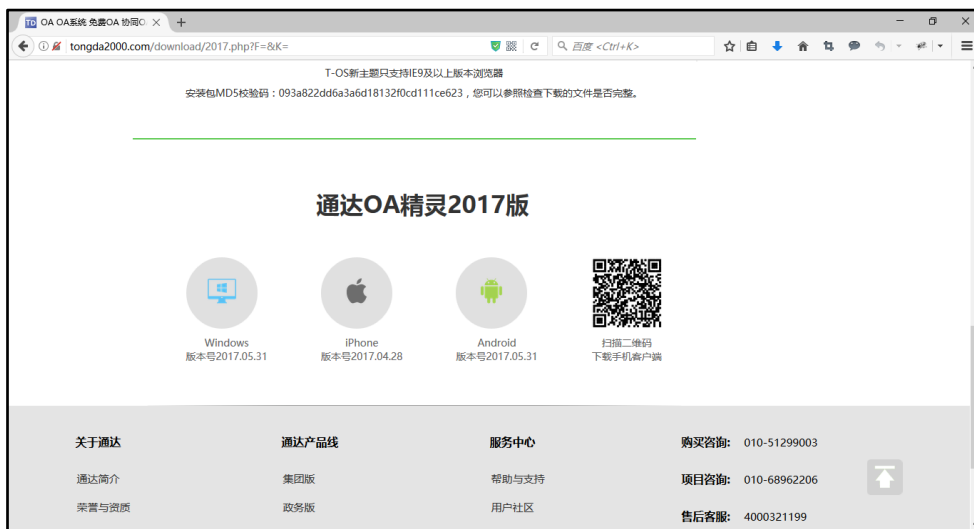 OA OA系统 免费OA 协同O
tongda2000.com/download/2017.php?F=&K=
百度 <Ctrl+K>
T-OS新主题只支持IE9及以上版本浏览器
安装包MD5校验码：093a822dd6a3a6d18132f0cd111ce623，您可以参照检查下载的文件是否完整。
通达OA精灵2017版
Windows iPhone Android 扫描二维码
版本号2017.05.31 版本号2017.04.28 版本号2017.05.31 下载手机客户端
关于通达 通达产品线 服务中心 购买咨询: 010-51299003
通达简介 集团版 帮助与支持 项目咨询: 010-68962206
荣誉与资质 政务版 用户社区
售后客服: 4000321199